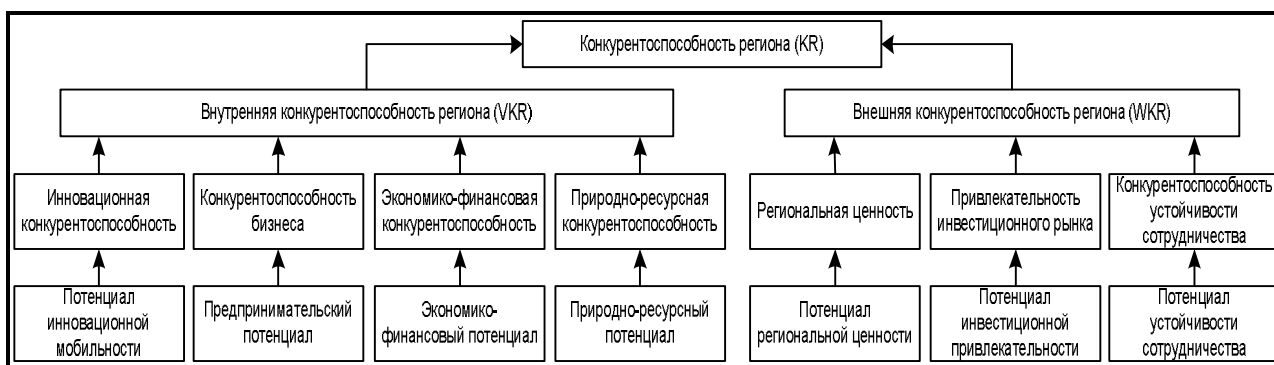 Конкурентоспособность региона (KR)
Внутренняя конкурентоспособность региона (VKR)
Внешняя конкурентоспособность региона (WKR)
Инновационная
конкурентоспособность
Конкурентоспособность
бизнеса
Экономико-финансовая
конкурентоспособность
Природно-ресурсная
конкурентоспособность
Региональная ценность
Привлекательность
инвестиционного рынка
Конкурентоспособность
устойчивости
сотрудничества
Потенциал
инновационной
мобильности
Предпринимательский
потенциал
Экономико-
финансовый потенциал
Природно-ресурсный
потенциал
Потенциал
региональной ценности
Потенциал
инвестиционной
привлекательности
Потенциал
устойчивости
сотрудничества